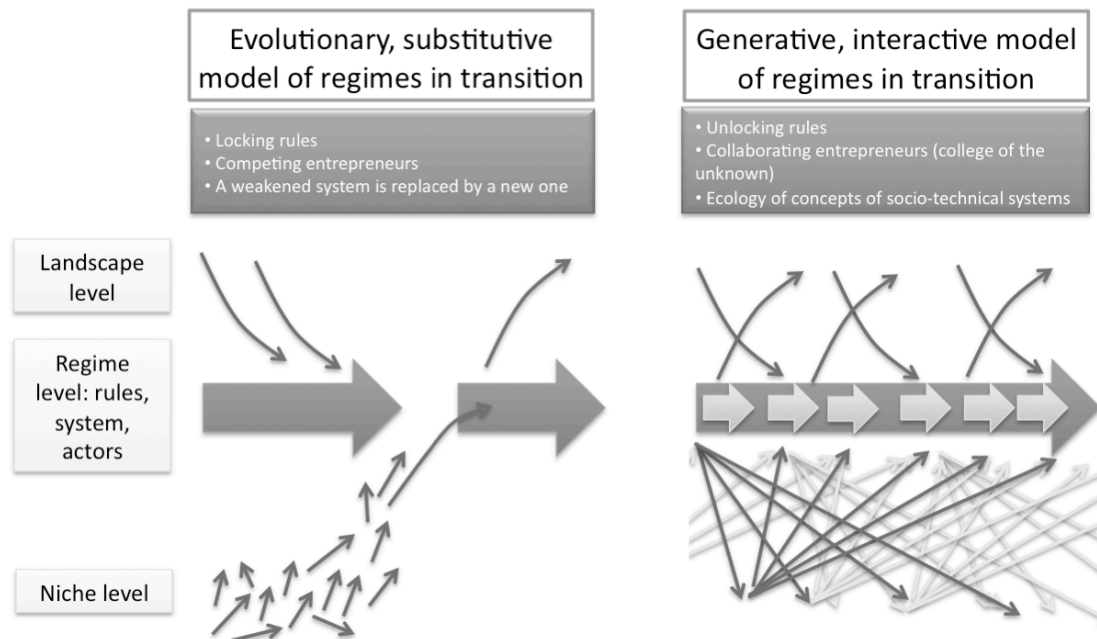 Evolutionary, substitutive
model of regimes in transition
• Locking rules
• Competing entrepreneurs
• A weakened system is replaced by a new one
Generative, interactive model
of regimes in transition
• Unlocking rules
• Collaborating entrepreneurs (college of the
unknown)
• Ecology of concepts of socio-technical systems
Landscape
level
Regime
level: rules,
system,
actors
Niche level